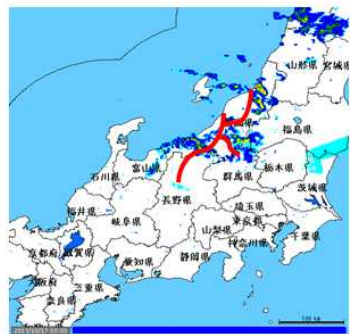 山形県 宮城県
福島県
石川県 富山県 栃木県
群馬県
茨城県
長野県
福井県 岐阜県 埼玉県
東京都
山梨県
京都府 滋賀県 神奈川県 千葉県
愛知県 静岡県
大阪府 三重県
奈良県
100 km